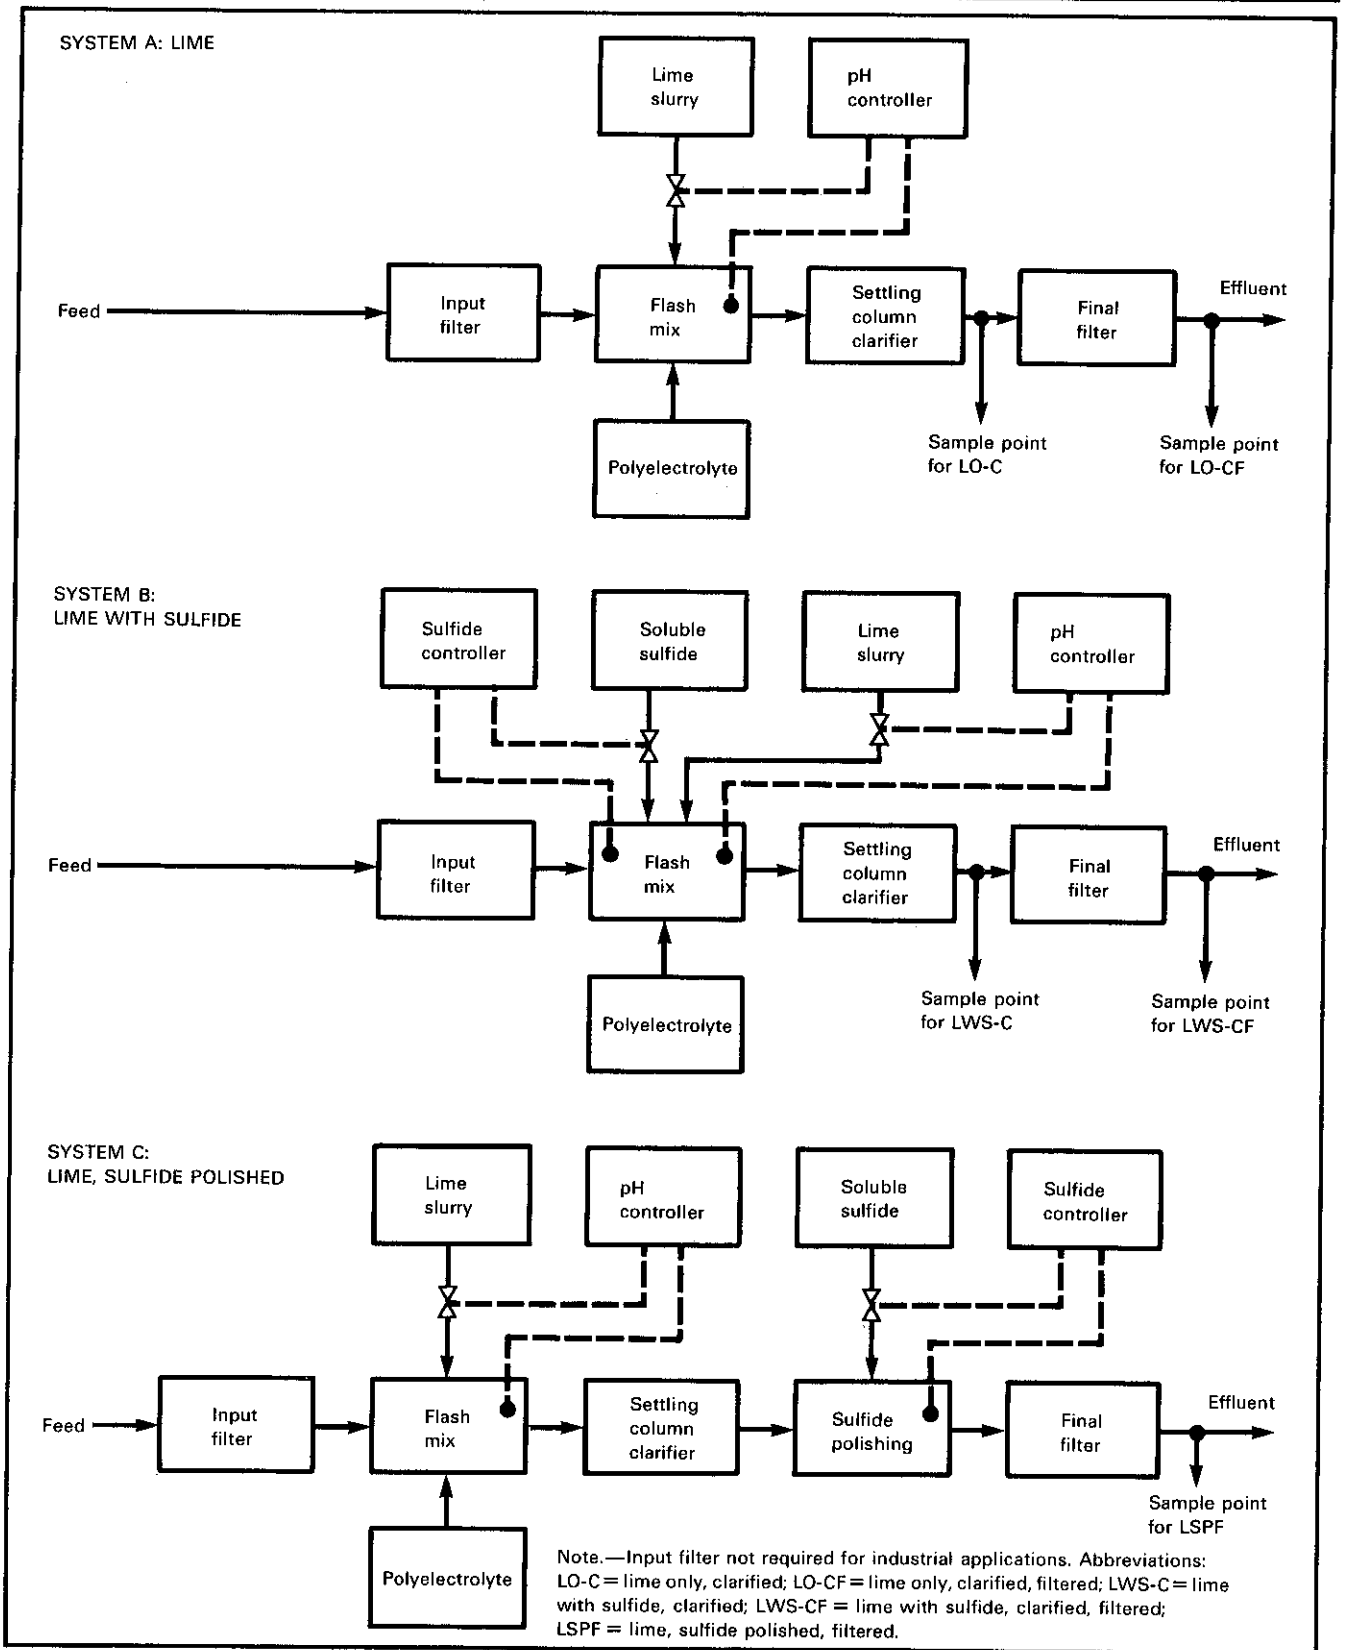 SYSTEM A: LIME
Lime
slurry
pH
controller
Feed
Input
filter
Flash
mix
Settling
column
clarifier
Final
filter
Effluent
Polyelectrolyte
Sample point
for LO-C
Sample point
for LO-CF
SYSTEM B:
LIME WITH SULFIDE
Sulfide
controller
Soluble
sulfide
Lime
slurry
pH
controller
Feed
Input
filter
Flash
mix
Settling
column
clarifier
Final
filter
Effluent
Polyelectrolyte
Sample point
for LWS-C
Sample point
for LWS-CF
SYSTEM C:
LIME, SULFIDE POLISHED
Lime
slurry
pH
controller
Soluble
sulfide
Sulfide
controller
Feed
Input
filter
Flash
mix
Settling
column
clarifier
Sulfide
polishing
Final
filter
Effluent
Sample point
for LSPF
Polyelectrolyte
Note.—Input filter not required for industrial applications. Abbreviations:
LO-C = lime only, clarified; LO-CF = lime only, clarified, filtered; LWS-C = lime
with sulfide, clarified; LWS-CF = lime with sulfide, clarified, filtered;
LSPF = lime, sulfide polished, filtered.